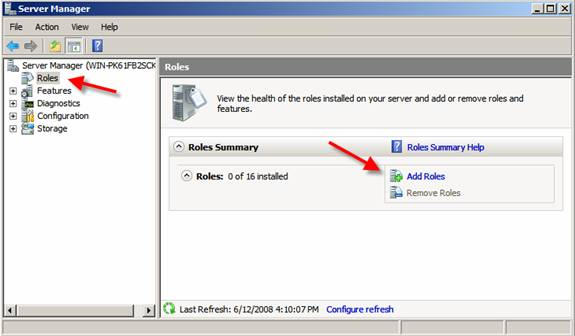 Server Manager
File Action View Help
Server Manager (WIN-PK61FB2SCK
Roles
Features
Diagnostics
Configuration
Storage
Roles
View the health of the roles installed on your server and add or remove roles and
features.
Roles Summary
Roles Summary Help
Roles: 0 of 16 installed
Add Roles
Remove Roles
Last Refresh: 6/12/2008 4:10:07 PM Configure refresh